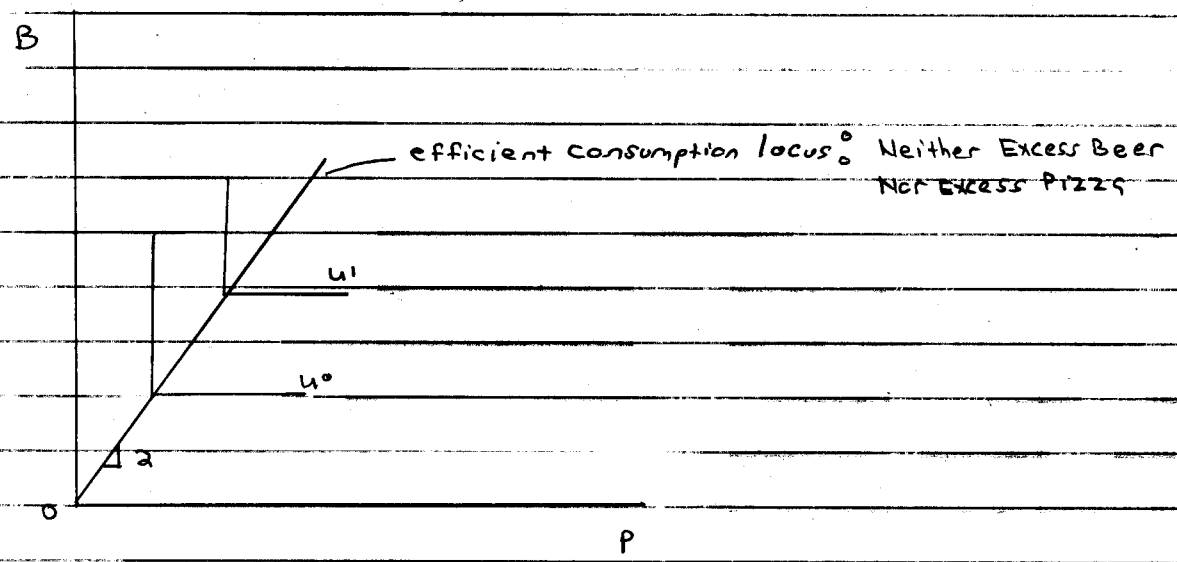 B
efficient consumption locus: Neither Excess Beer
Nor Excess Pizza
u¹
u⁰
2
0
P